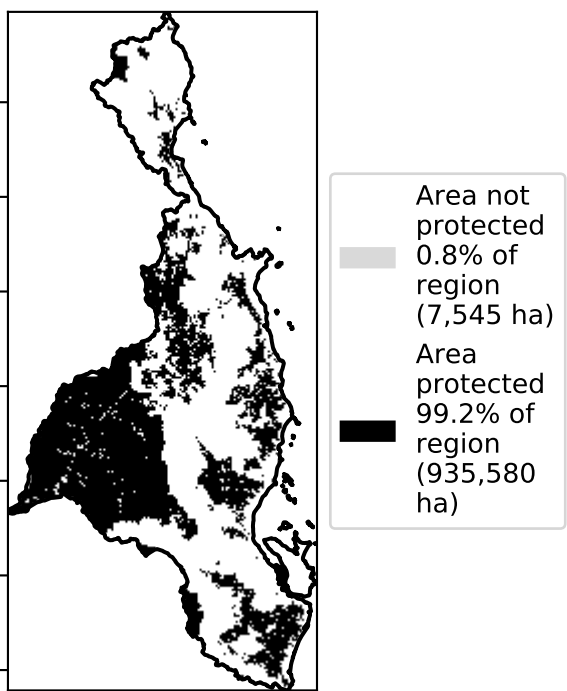 Area not
protected
0.8% of
region
(7,545 ha)
Area
protected
99.2% of
region
(935,580
ha)